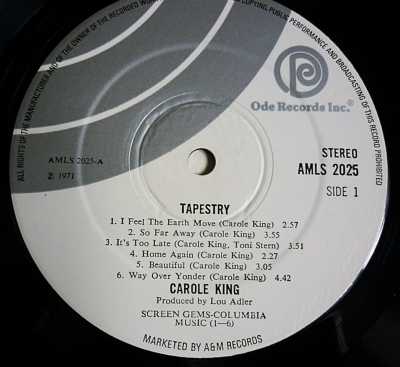 ALL RIGHTS OF THE MANUFACTURER AND OF THE OWNER OF THE RECORDED WORK
COPYING, PUBLIC PERFORMANCE AND BROADCASTING OF THIS RECORD PROHIBITED
Ode Records Inc.®
AMLS 2025-A
℗ 1971
STEREO
AMLS 2025
SIDE 1
TAPESTRY
1. I Feel The Earth Move (Carole King) 2.57
2. So Far Away (Carole King) 3.55
3. It's Too Late (Carole King, Toni Stern) 3.51
4. Home Again (Carole King) 2.27
5. Beautiful (Carole King) 3.05
6. Way Over Yonder (Carole King) 4.42
CAROLE KING
Produced by Lou Adler
SCREEN GEMS-COLUMBIA
MUSIC (1—6)
MARKETED BY A&M RECORDS